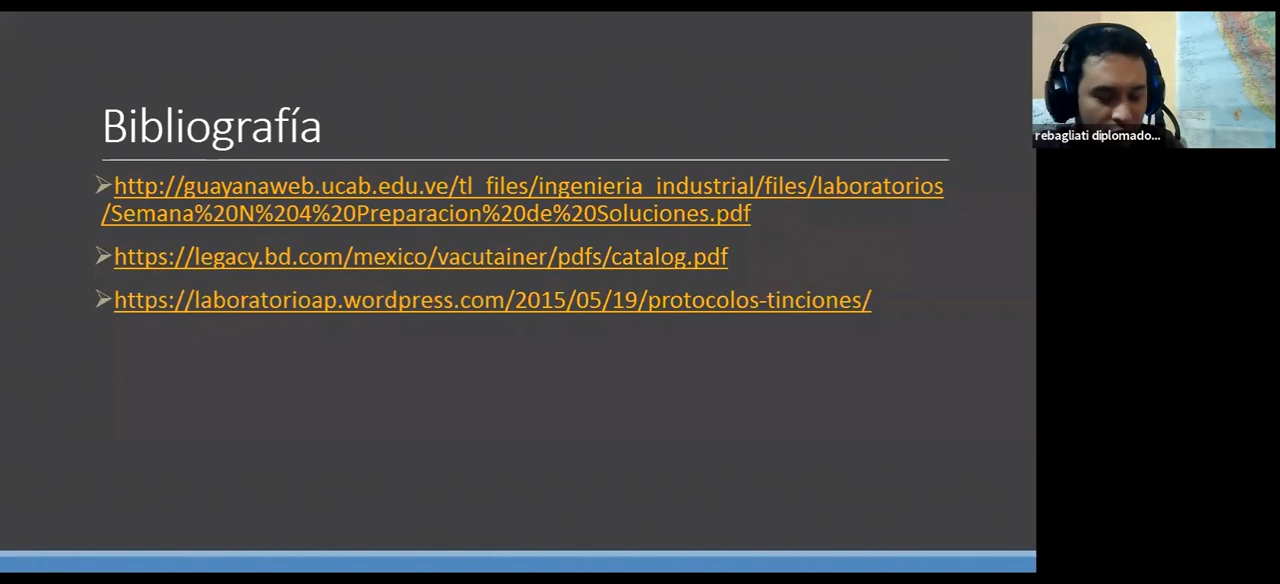 Bibliografía
http://guayanaweb.ucab.edu.ve/tl_files/ingenieria_industrial/files/laboratorios
/Semana%20N%204%20Preparacion%20de%20Soluciones.pdf
https://legacy.bd.com/mexico/vacutainer/pdfs/catalog.pdf
https://laboratorioap.wordpress.com/2015/05/19/protocolos-tinciones/
rebagliati diplomado...